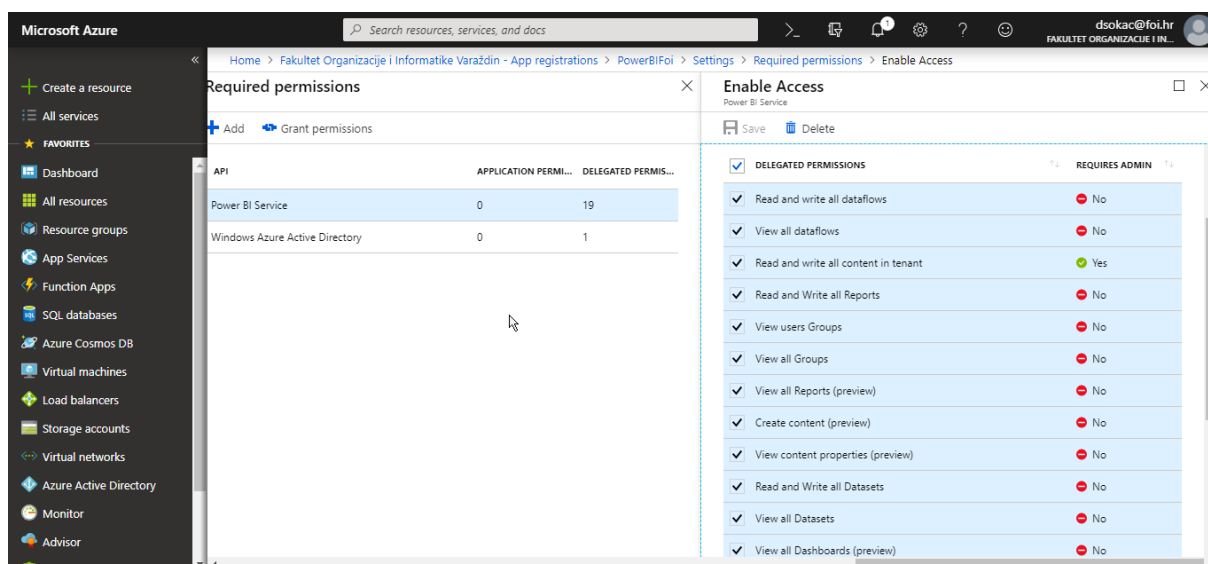 Microsoft Azure
Search resources, services, and docs
1
dsokac@foi.hr
FAKULTET ORGANIZACIJE I IN...
Home > Fakultet Organizacije i Informatike Varaždin - App registrations > PowerBIFoi > Settings > Required permissions > Enable Access
Create a resource
All services
FAVORITES
Dashboard
All resources
Resource groups
App Services
Function Apps
SQL databases
Azure Cosmos DB
Virtual machines
Load balancers
Storage accounts
Virtual networks
Azure Active Directory
Monitor
Advisor
Required permissions
Add Grant permissions
API APPLICATION PERMI... DELEGATED PERMIS...
Power BI Service 0 19
Windows Azure Active Directory 0 1
Enable Access
Power BI Service
Save Delete
DELEGATED PERMISSIONS REQUIRES ADMIN
Read and write all dataflows No
View all dataflows No
Read and write all content in tenant Yes
Read and Write all Reports No
View users Groups No
View all Groups No
View all Reports (preview) No
Create content (preview) No
View content properties (preview) No
Read and Write all Datasets No
View all Datasets No
View all Dashboards (preview) No